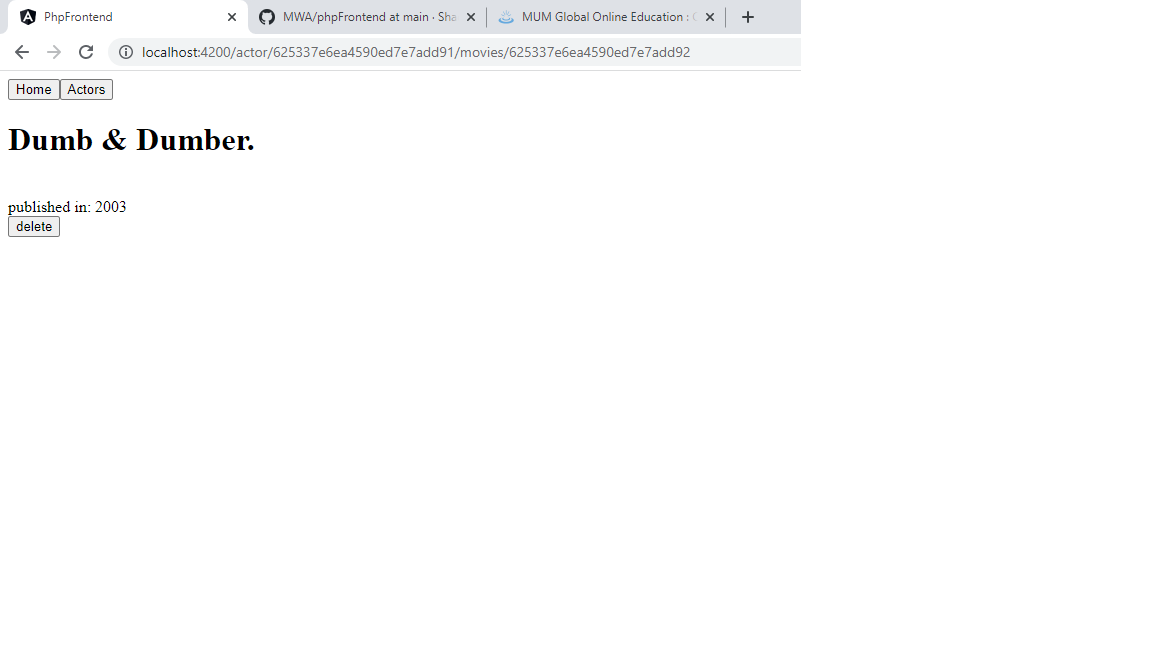 PhpFrontend
MWA/phpFrontend at main · Sha
MUM Global Online Education :
localhost:4200/actor/625337e6ea4590ed7e7add91/movies/625337e6ea4590ed7e7add92
Home Actors
Dumb & Dumber.
published in: 2003
delete